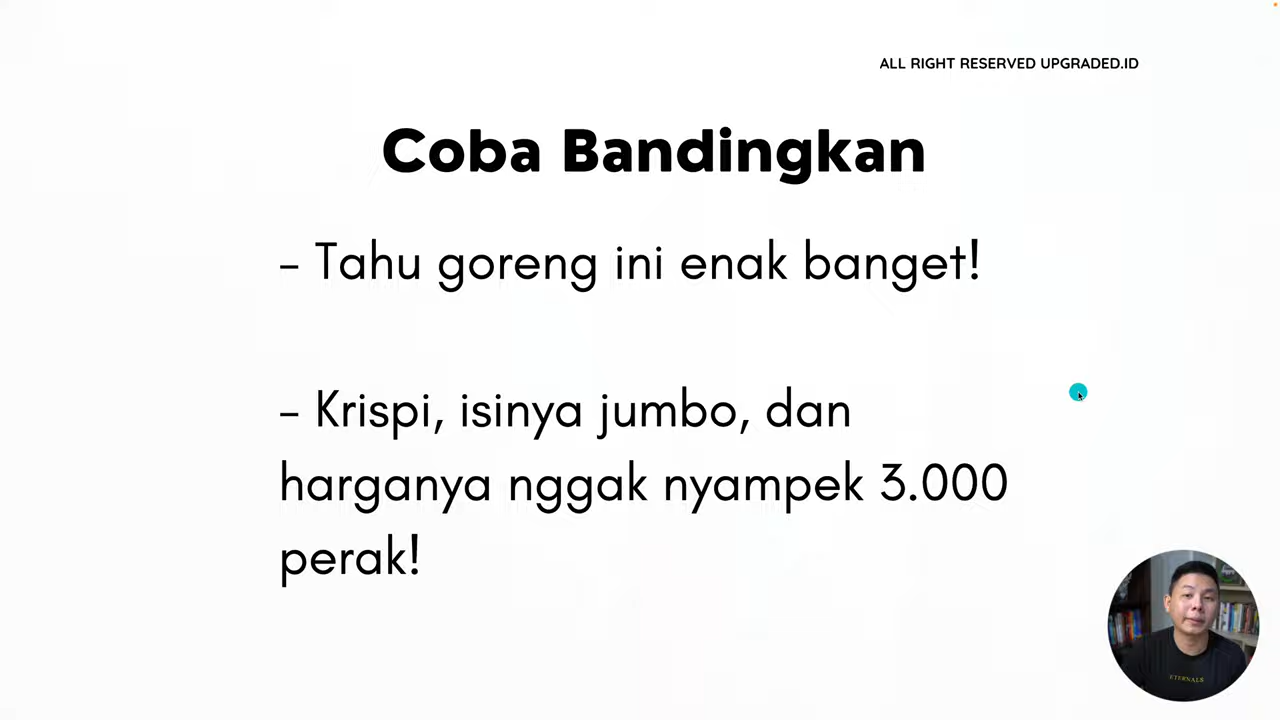 ALL RIGHT RESERVED UPGRADED.ID
Coba Bandingkan
– Tahu goreng ini enak banget!
– Krispi, isinya jumbo, dan
harganya nggak nyampek 3.000
perak!
ETERNALS